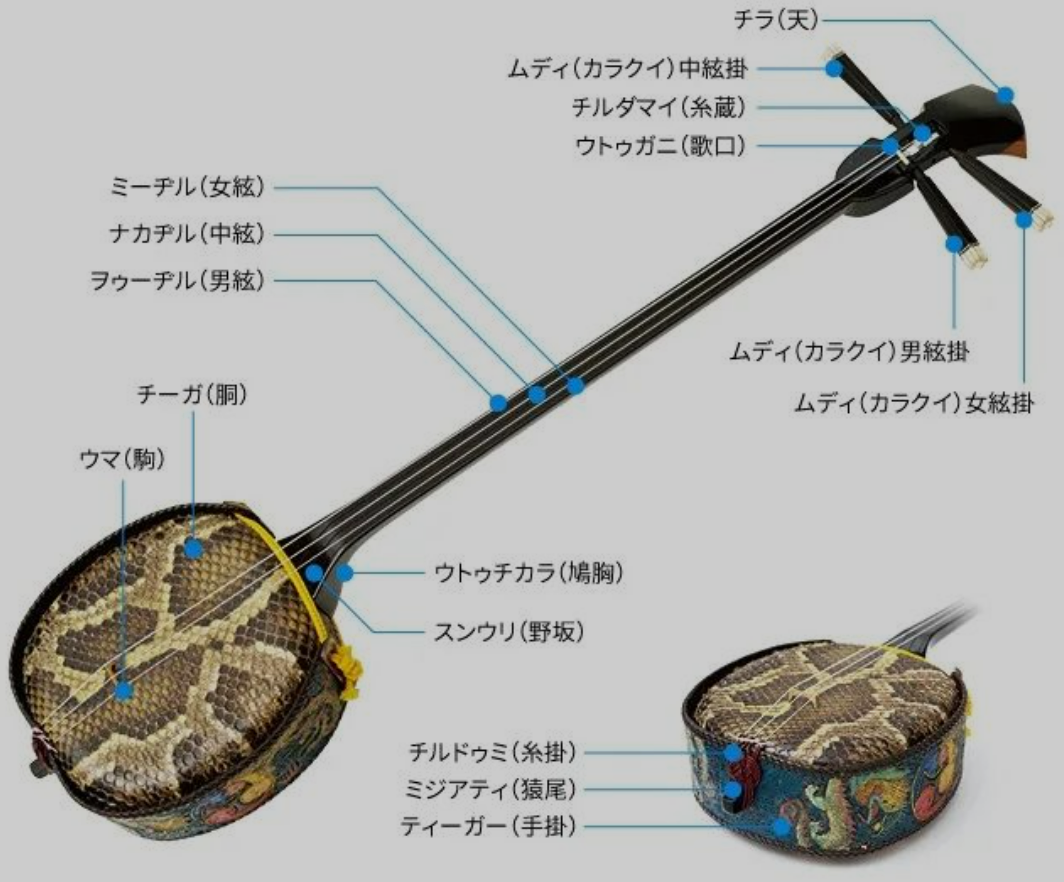 チラ(天)
ムディ(カラクイ)中絃掛
チルダマイ(糸蔵)
ウトゥガニ(歌口)
ミーヂル(女絃)
ナカヂル(中絃)
ヲゥーヂル(男絃)
ムディ(カラクイ)男絃掛
ムディ(カラクイ)女絃掛
チーガ(胴)
ウマ(駒)
ウトゥチカラ(鳩胸)
スンウリ(野坂)
チルドゥミ(糸掛)
ミジアティ(猿尾)
ティーガー(手掛)